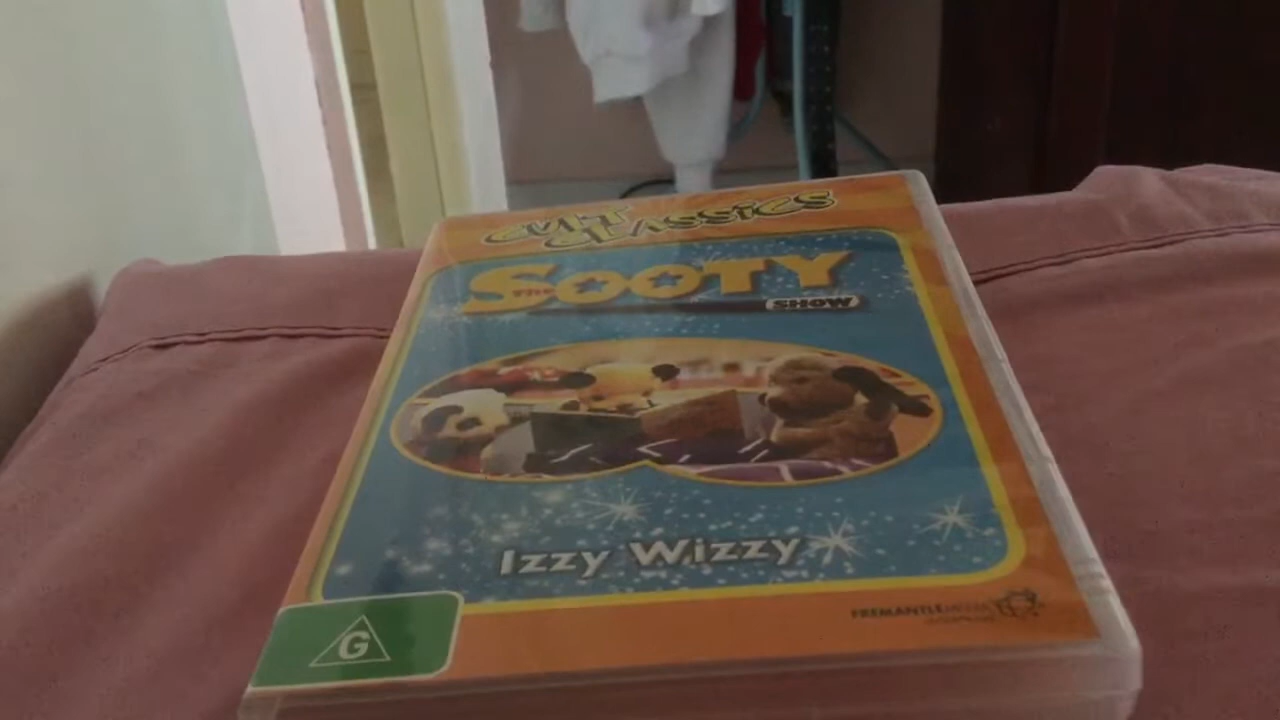 CULT
CLASSICS
THE SOOTY
SHOW
Izzy Wizzy
G
FREMANTLEMEDIA